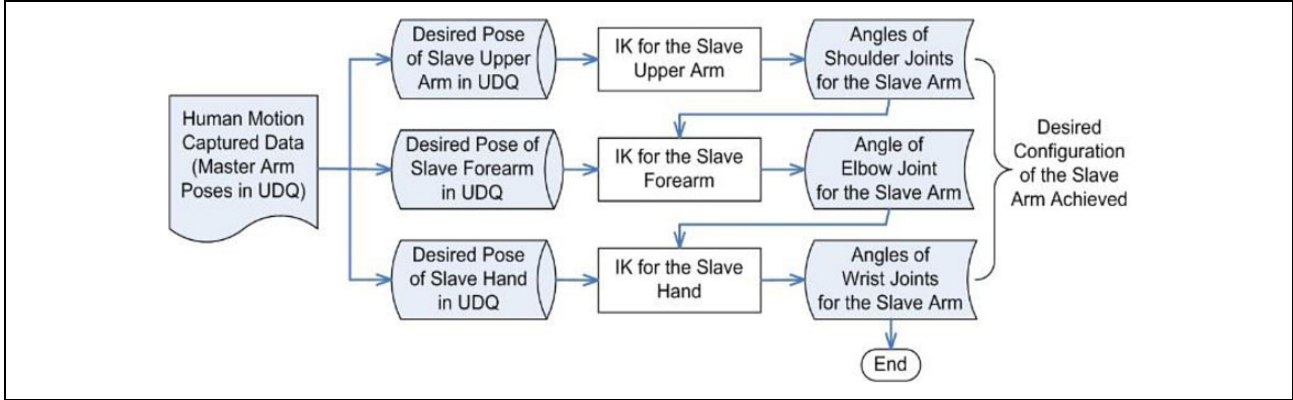 Human Motion
Captured Data
(Master Arm
Poses in UDQ)
Desired Pose
of Slave Upper
Arm in UDQ
IK for the Slave
Upper Arm
Angles of
Shoulder Joints
for the Slave Arm
Desired Pose of
Slave Forearm
in UDQ
IK for the Slave
Forearm
Angle of
Elbow Joint
for the Slave Arm
Desired Pose
of Slave Hand
in UDQ
IK for the Slave
Hand
Angles of
Wrist Joints
for the Slave Arm
End
Desired
Configuration
of the Slave
Arm Achieved